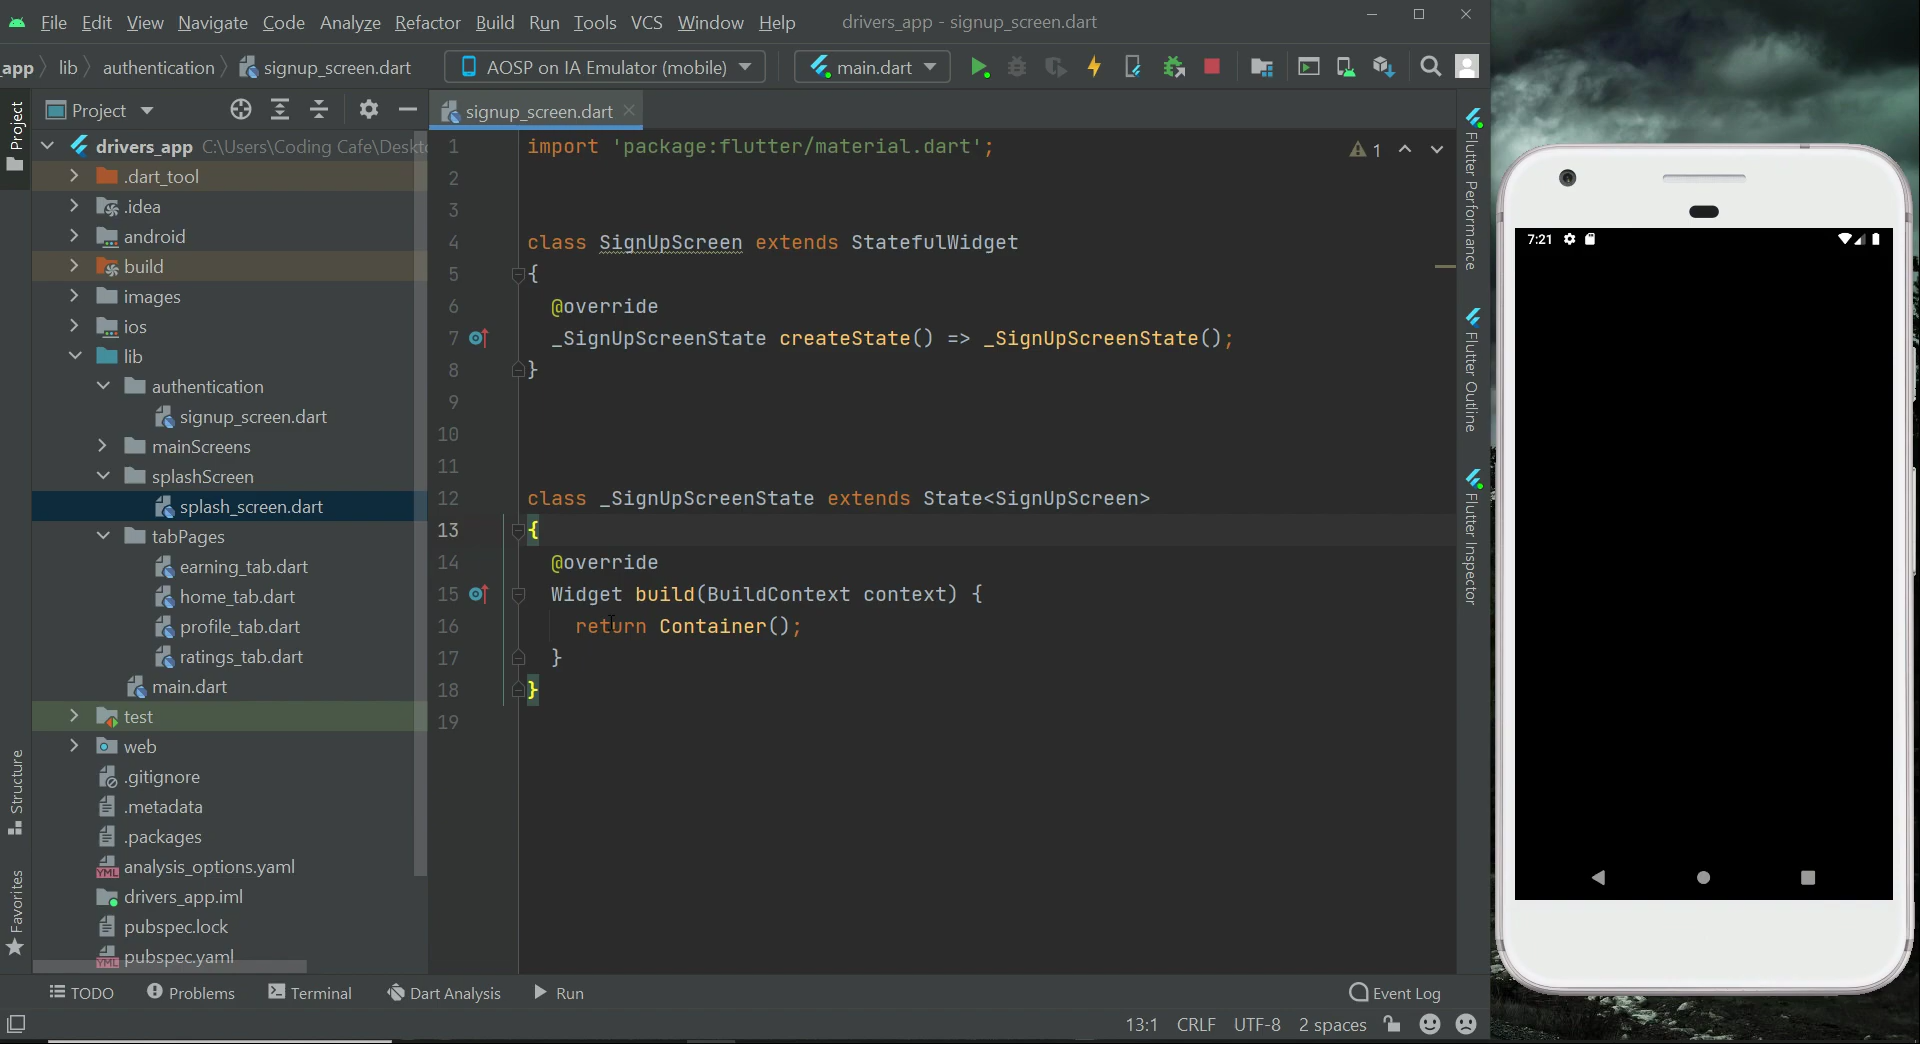 File Edit View Navigate Code Analyze Refactor Build Run Tools VCS Window Help drivers_app - signup_screen.dart
_app lib authentication signup_screen.dart AOSP on IA Emulator (mobile) main.dart
Project
Project
signup_screen.dart
drivers_app C:\Users\Coding Cafe\Deskt
.dart_tool
.idea
android
build
images
ios
lib
authentication
signup_screen.dart
mainScreens
splashScreen
splash_screen.dart
tabPages
earning_tab.dart
home_tab.dart
profile_tab.dart
ratings_tab.dart
main.dart
test
web
.gitignore
.metadata
.packages
analysis_options.yaml
drivers_app.iml
pubspec.lock
pubspec.yaml
Structure
Favorites
1 import 'package:flutter/material.dart'; 1
2
3
4 class SignUpScreen extends StatefulWidget
5 {
6 @override
7 _SignUpScreenState createState() => _SignUpScreenState();
8 }
9
10
11
12 class _SignUpScreenState extends State<SignUpScreen>
13 {
14 @override
15 Widget build(BuildContext context) {
16 return Container();
17 }
18 }
19
Flutter Performance
Flutter Outline
Flutter Inspector
7:21
TODO Problems Terminal Dart Analysis Run Event Log
13:1 CRLF UTF-8 2 spaces